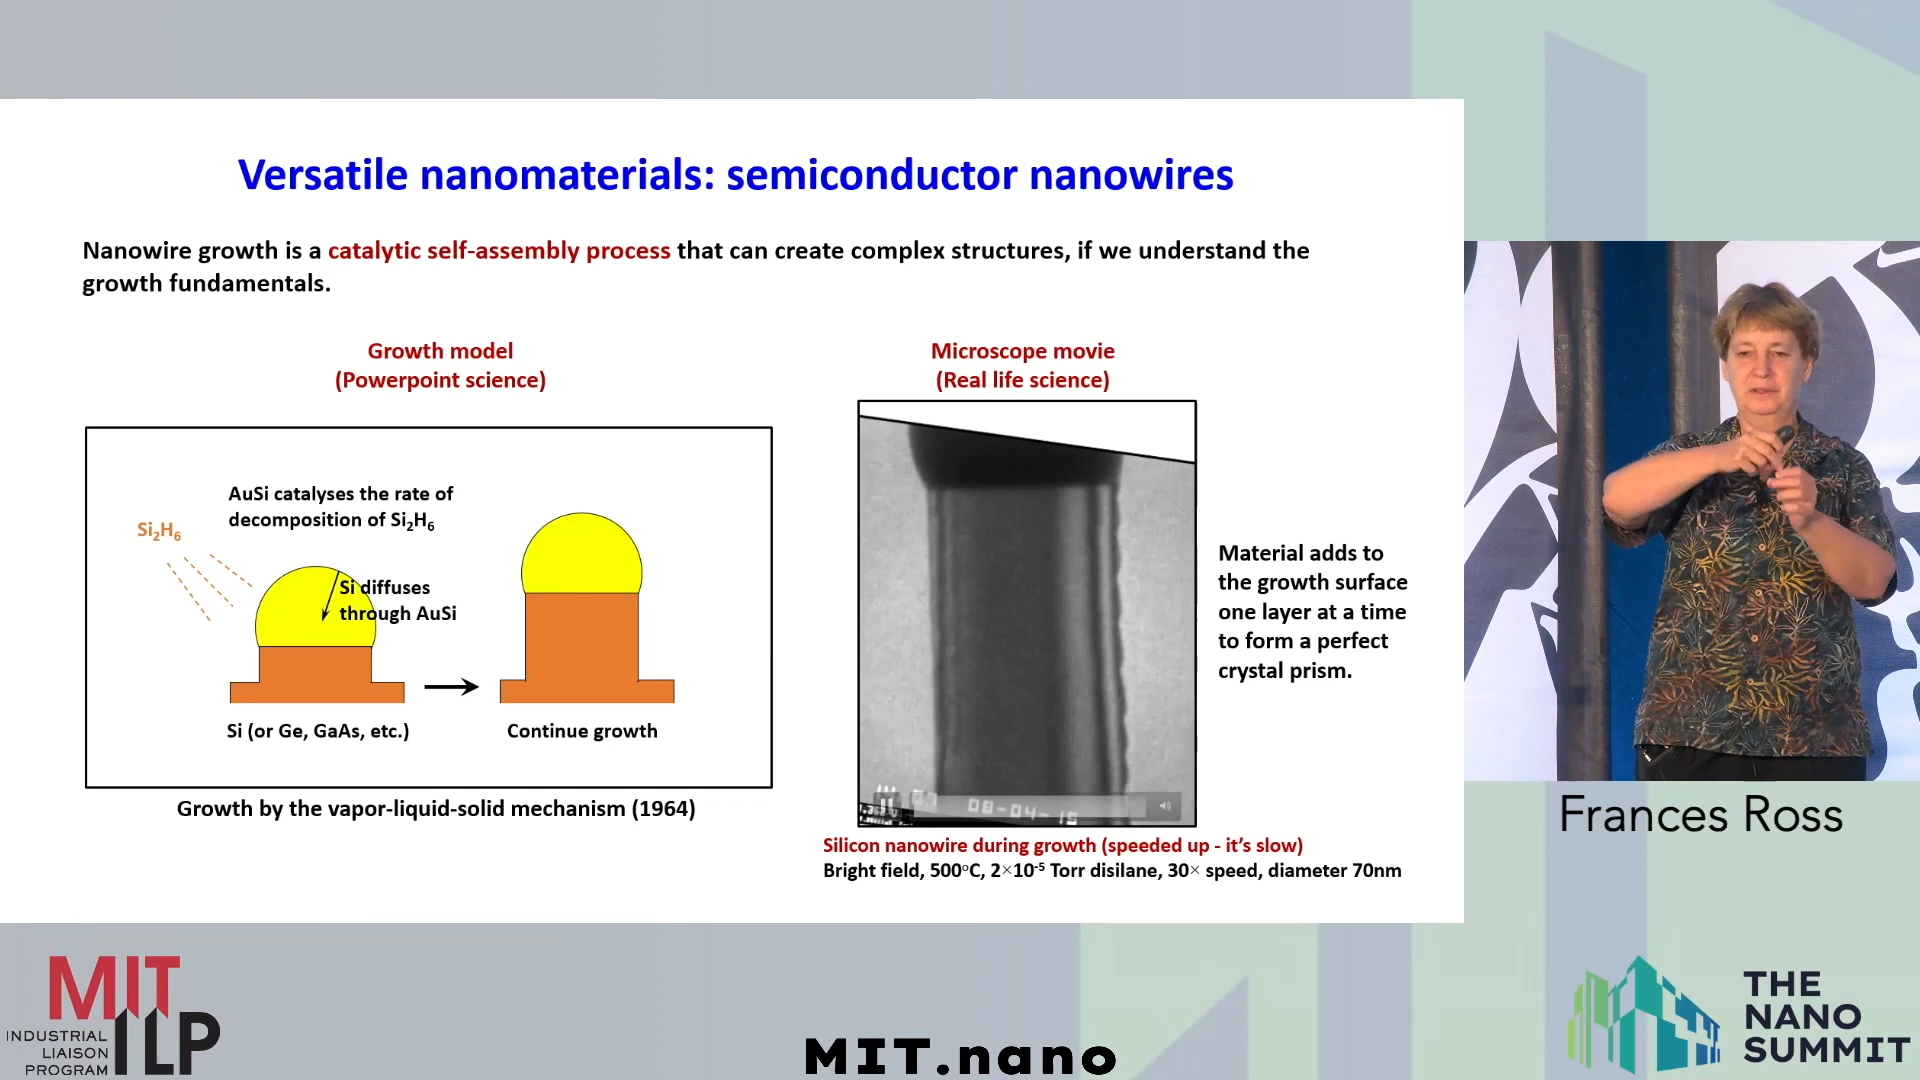 Versatile nanomaterials: semiconductor nanowires
Nanowire growth is a catalytic self-assembly process that can create complex structures, if we understand the
growth fundamentals.
Growth model
(Powerpoint science)
AuSi catalyses the rate of
decomposition of Si₂H₆
Si₂H₆
Si diffuses
through AuSi
Si (or Ge, GaAs, etc.)
Continue growth
Growth by the vapor-liquid-solid mechanism (1964)
Microscope movie
(Real life science)
08-04-16
Material adds to
the growth surface
one layer at a time
to form a perfect
crystal prism.
Silicon nanowire during growth (speeded up - it's slow)
Bright field, 500°C, 2×10⁻⁵ Torr disilane, 30× speed, diameter 70nm
Frances Ross
MIT
ILP
INDUSTRIAL
LIAISON
PROGRAM
MIT.nano
THE
NANO
SUMMIT